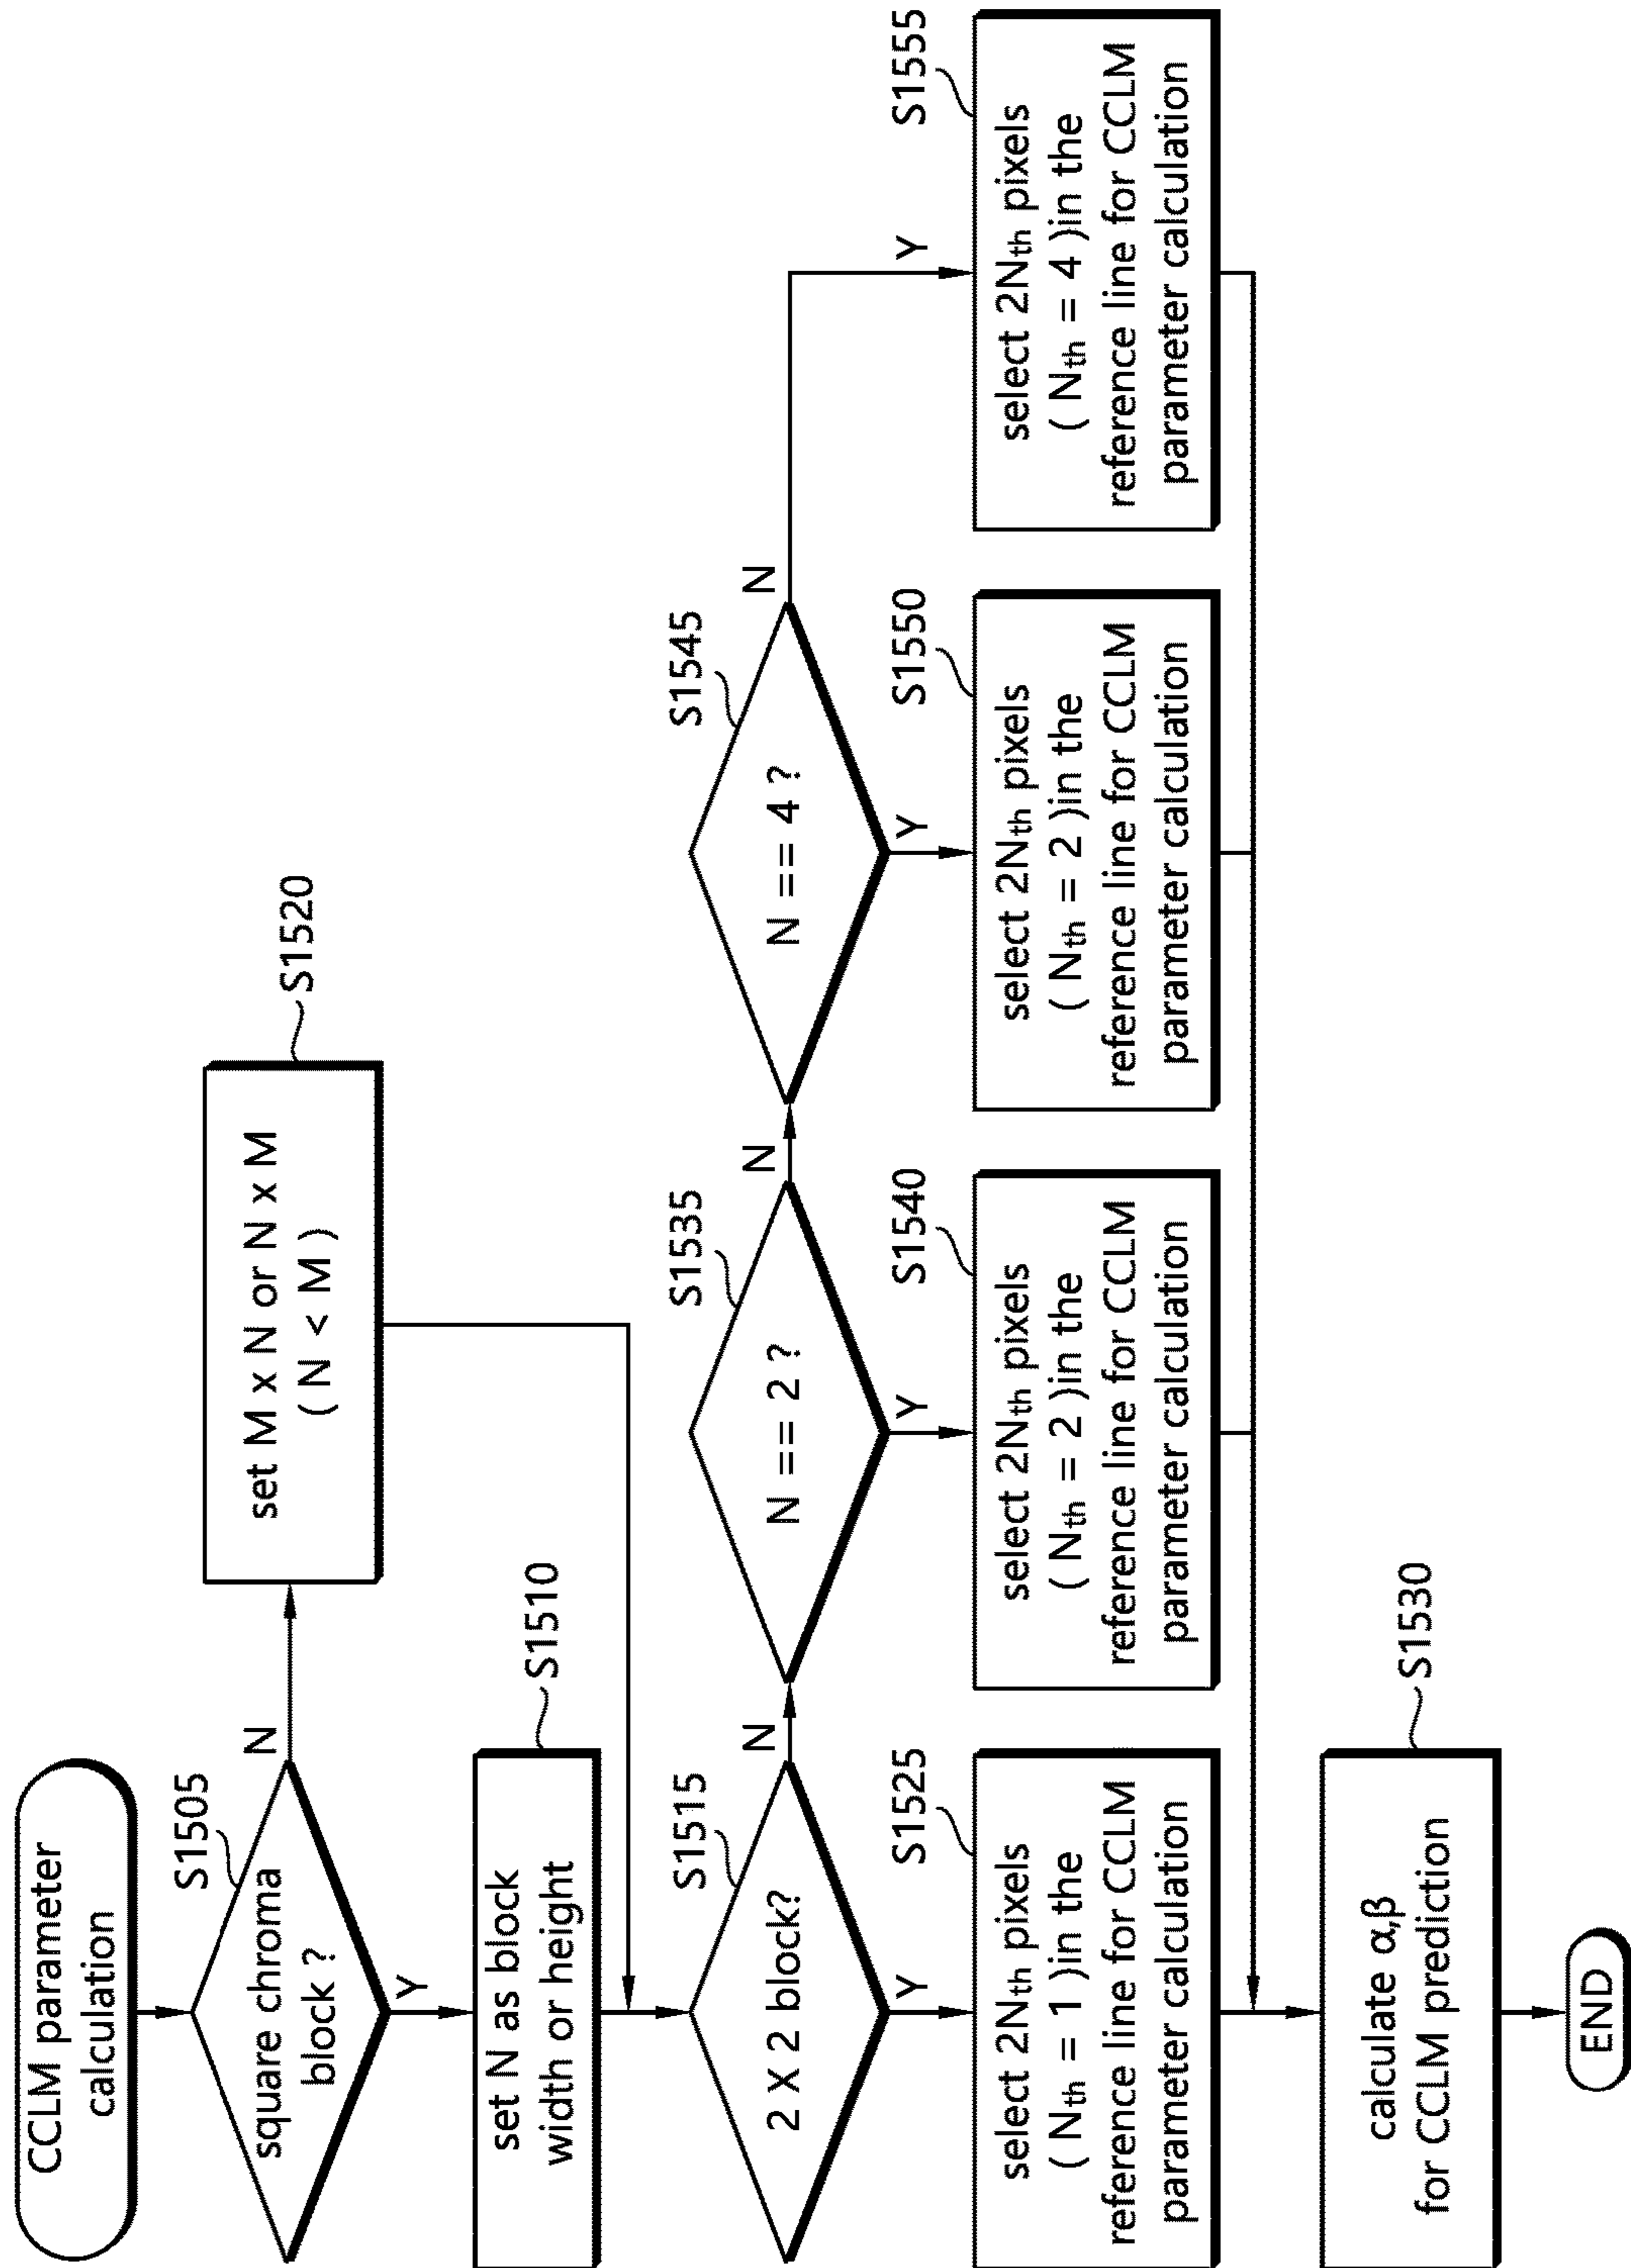 CCLM parameter
calculation
S1505
square chroma
block ?
N
Y
S1520
set M x N or N x M
( N < M )
S1510
set N as block
width or height
S1515
2 X 2 block?
N
Y
S1535
N == 2 ?
N
Y
S1545
N == 4 ?
N
Y
Y
S1525
select 2Nth pixels
( Nth = 1 )in the
reference line for CCLM
parameter calculation
S1540
select 2Nth pixels
( Nth = 2 )in the
reference line for CCLM
parameter calculation
S1550
select 2Nth pixels
( Nth = 2 )in the
reference line for CCLM
parameter calculation
S1555
select 2Nth pixels
( Nth = 4 )in the
reference line for CCLM
parameter calculation
S1530
calculate α,β
for CCLM prediction
END